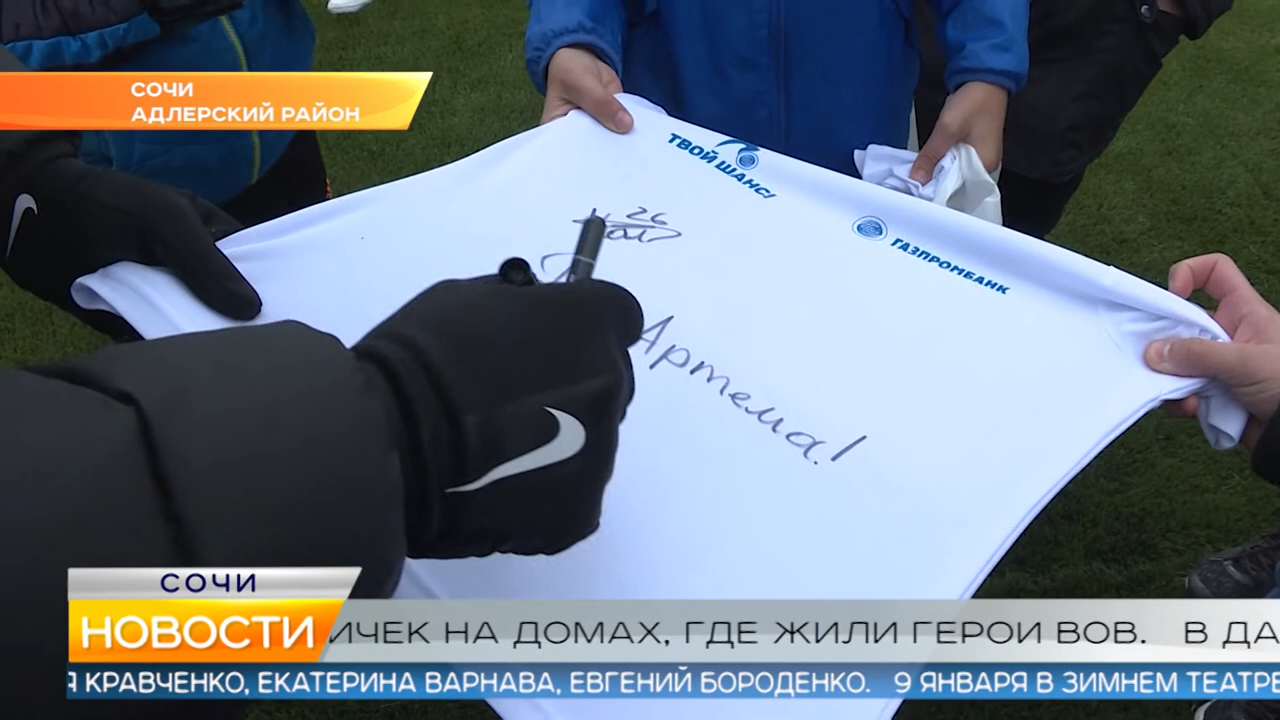 СОЧИ
АДЛЕРСКИЙ РАЙОН
ТВОЙ ШАНС!
ГАЗПРОМБАНК
26
Артема!
СОЧИ
НОВОСТИ
ИЧЕК НА ДОМАХ, ГДЕ ЖИЛИ ГЕРОИ ВОВ. В ДА
Я КРАВЧЕНКО, ЕКАТЕРИНА ВАРНАВА, ЕВГЕНИЙ БОРОДЕНКО. 9 ЯНВАРЯ В ЗИМНЕМ ТЕАТРЕ